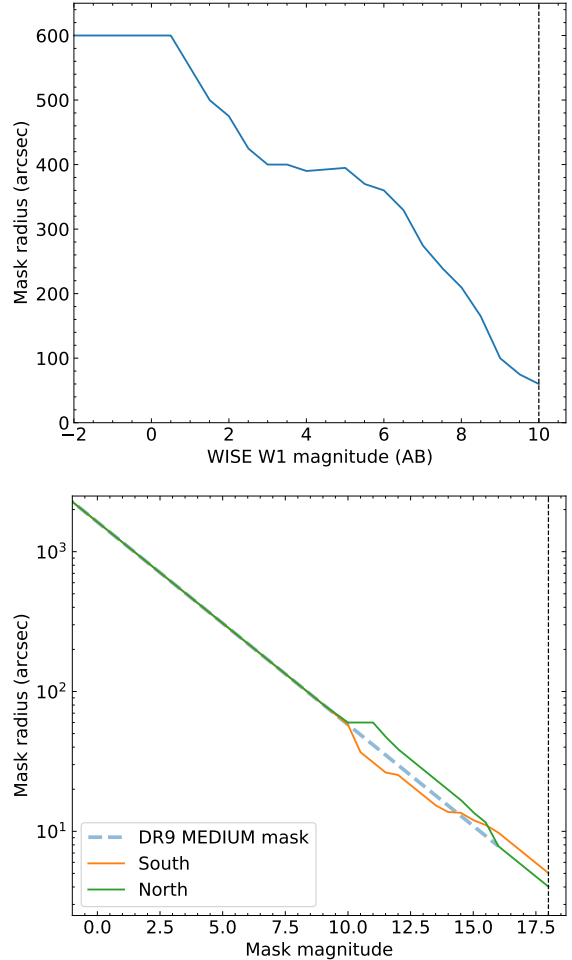 600
500
400
300
200
100
0
−2 0 2 4 6 8 10
Mask radius (arcsec)
WISE W1 magnitude (AB)
10³
10²
10¹
Mask radius (arcsec)
DR9 MEDIUM mask
South
North
0.0 2.5 5.0 7.5 10.0 12.5 15.0 17.5
Mask magnitude